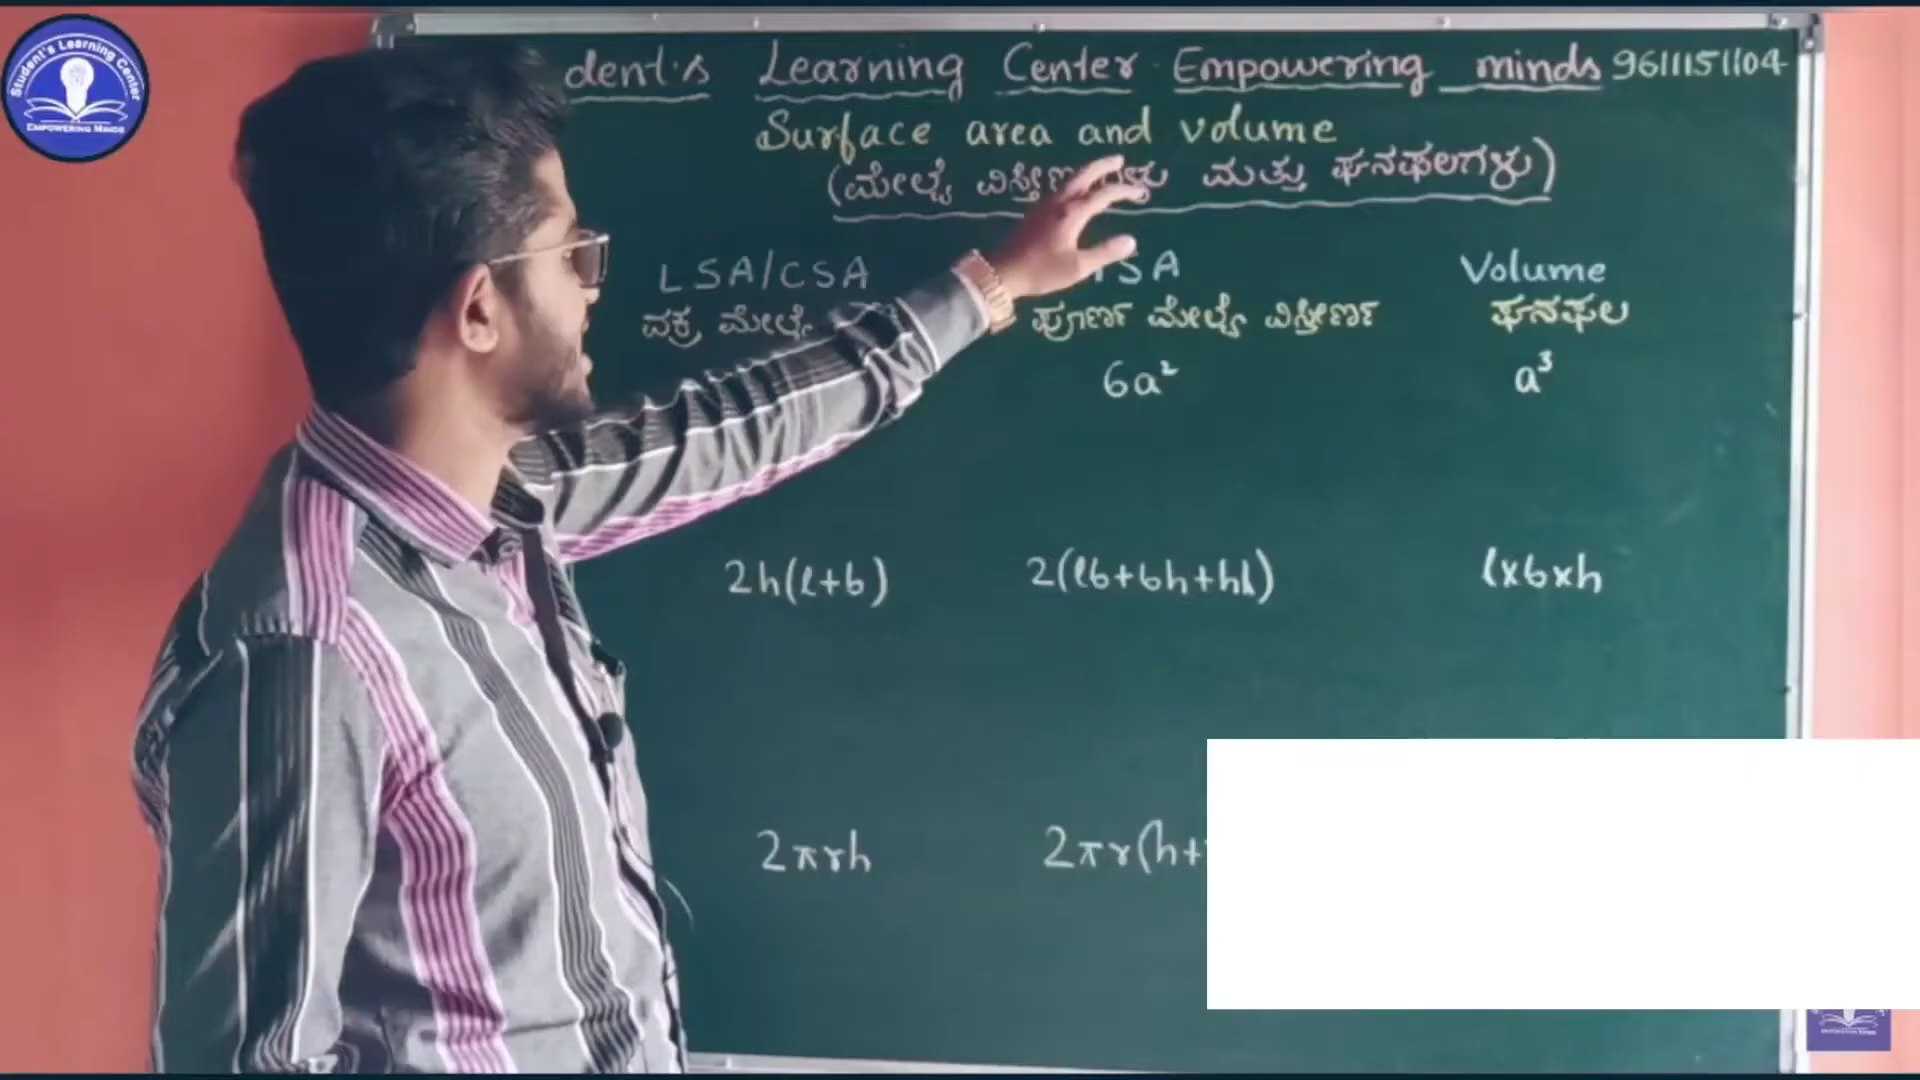 Student's Learning Center
EMPOWERING MINDS
dent's Learning Center Empowering minds 9611151104
Surface area and volume
(ಮೇಲ್ಮೈ ಮತ್ತು ಘನಫಲಗಳು)
LSA/CSA SA Volume
ವಕ್ರ ಮೇಲ್ಮೈ ಪೂರ್ಣ ಮೇಲ್ಮೈ ವಿಸ್ತೀರ್ಣ ಘನಫಲ
6a² a³
2h(l+b) 2(lb+bh+hl) l×b×h
2πrh 2πr(h+